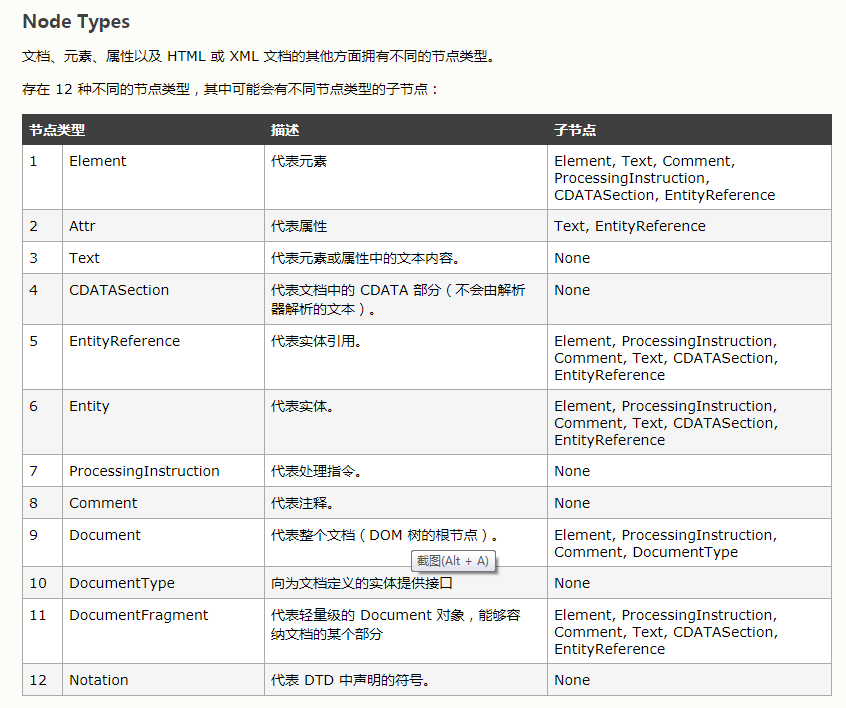 Node Types
文档、元素、属性以及 HTML 或 XML 文档的其他方面拥有不同的节点类型。
存在 12 种不同的节点类型，其中可能会有不同节点类型的子节点：
节点类型 描述 子节点
1 Element 代表元素 Element, Text, Comment,
ProcessingInstruction,
CDATASection, EntityReference
2 Attr 代表属性 Text, EntityReference
3 Text 代表元素或属性中的文本内容。 None
4 CDATASection 代表文档中的 CDATA 部分（不会由解析 None
器解析的文本）。
5 EntityReference 代表实体引用。 Element, ProcessingInstruction,
Comment, Text, CDATASection,
EntityReference
6 Entity 代表实体。 Element, ProcessingInstruction,
Comment, Text, CDATASection,
EntityReference
7 ProcessingInstruction 代表处理指令。 None
8 Comment 代表注释。 None
9 Document 代表整个文档（DOM 树的根节点）。 Element, ProcessingInstruction,
Comment, DocumentType
截图(Alt + A)
10 DocumentType 向为文档定义的实体提供接口 None
11 DocumentFragment 代表轻量级的 Document 对象，能够容 Element, ProcessingInstruction,
纳文档的某个部分 Comment, Text, CDATASection,
EntityReference
12 Notation 代表 DTD 中声明的符号。 None